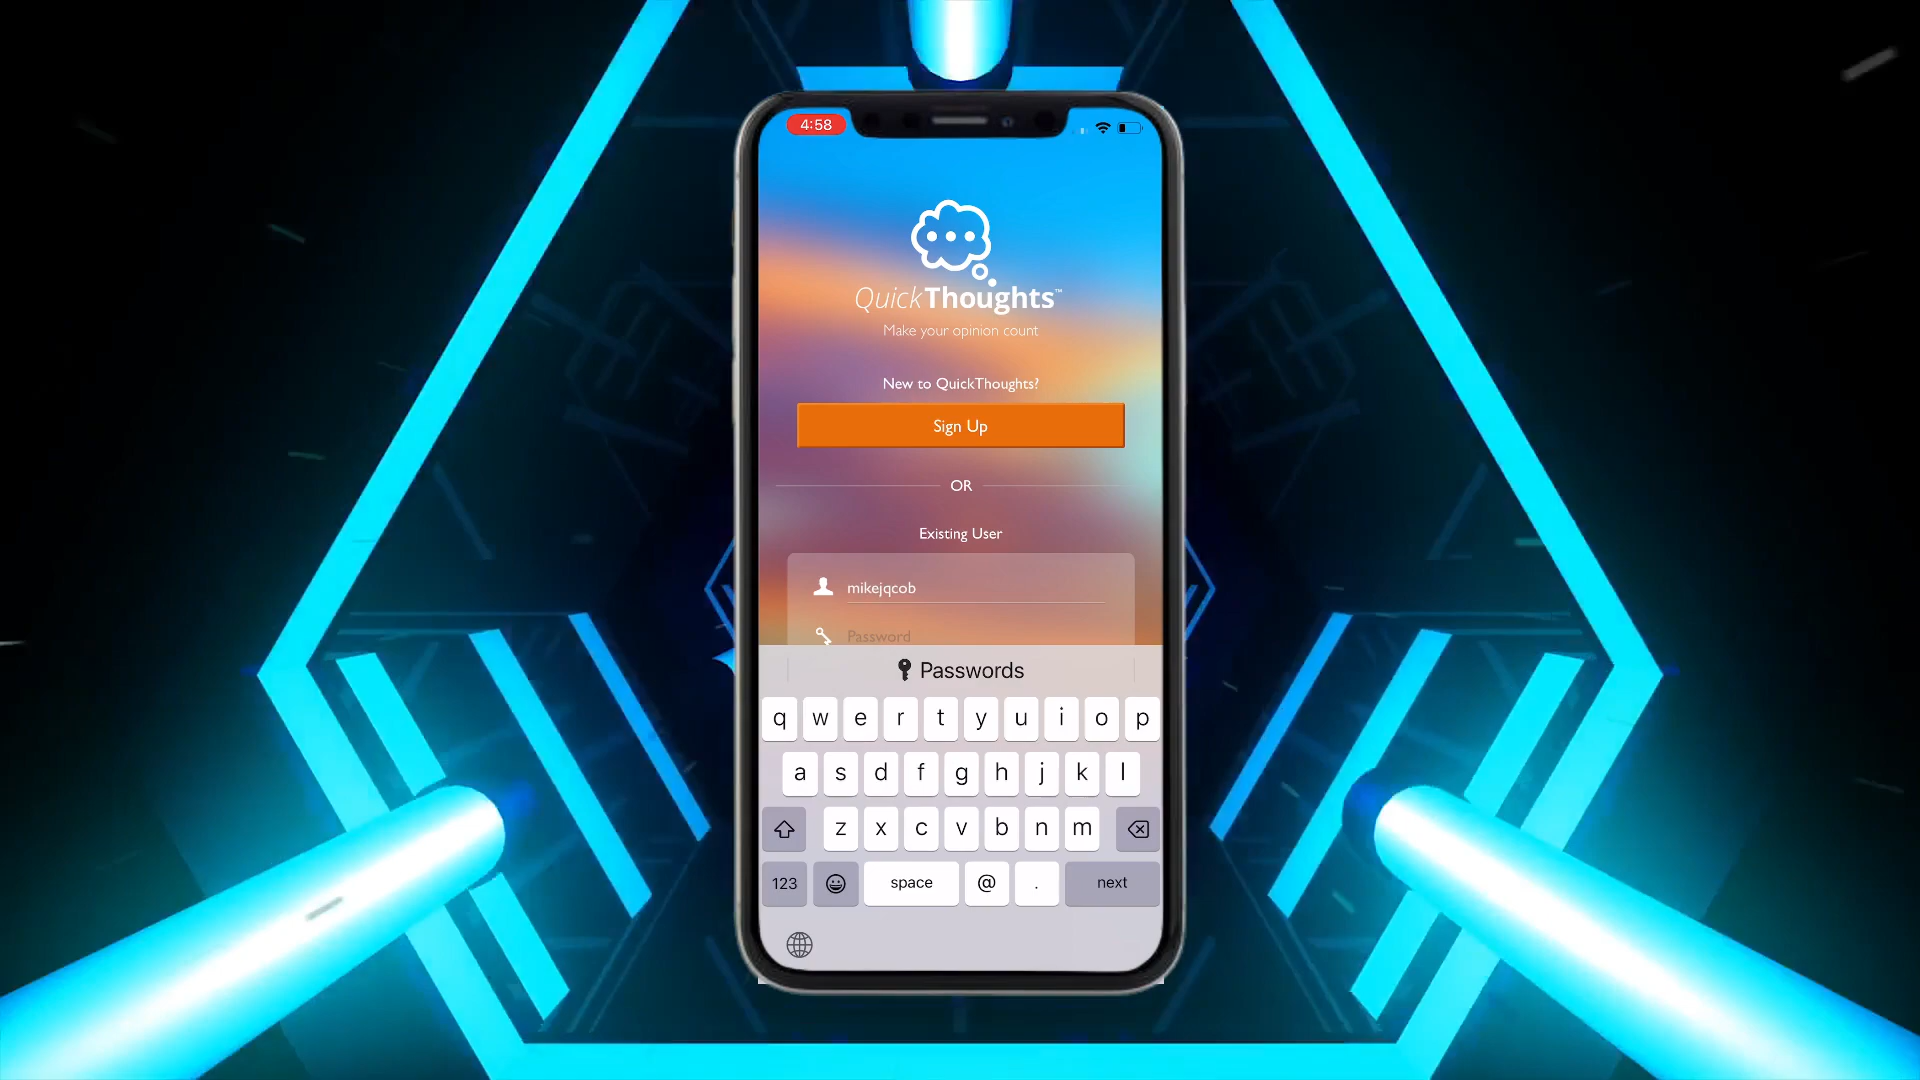 4:58
QuickThoughts™
Make your opinion count
New to QuickThoughts?
Sign Up
OR
Existing User
mikejqcob
Password
Passwords
q w e r t y u i o p
a s d f g h j k l
z x c v b n m
123 space @ . next